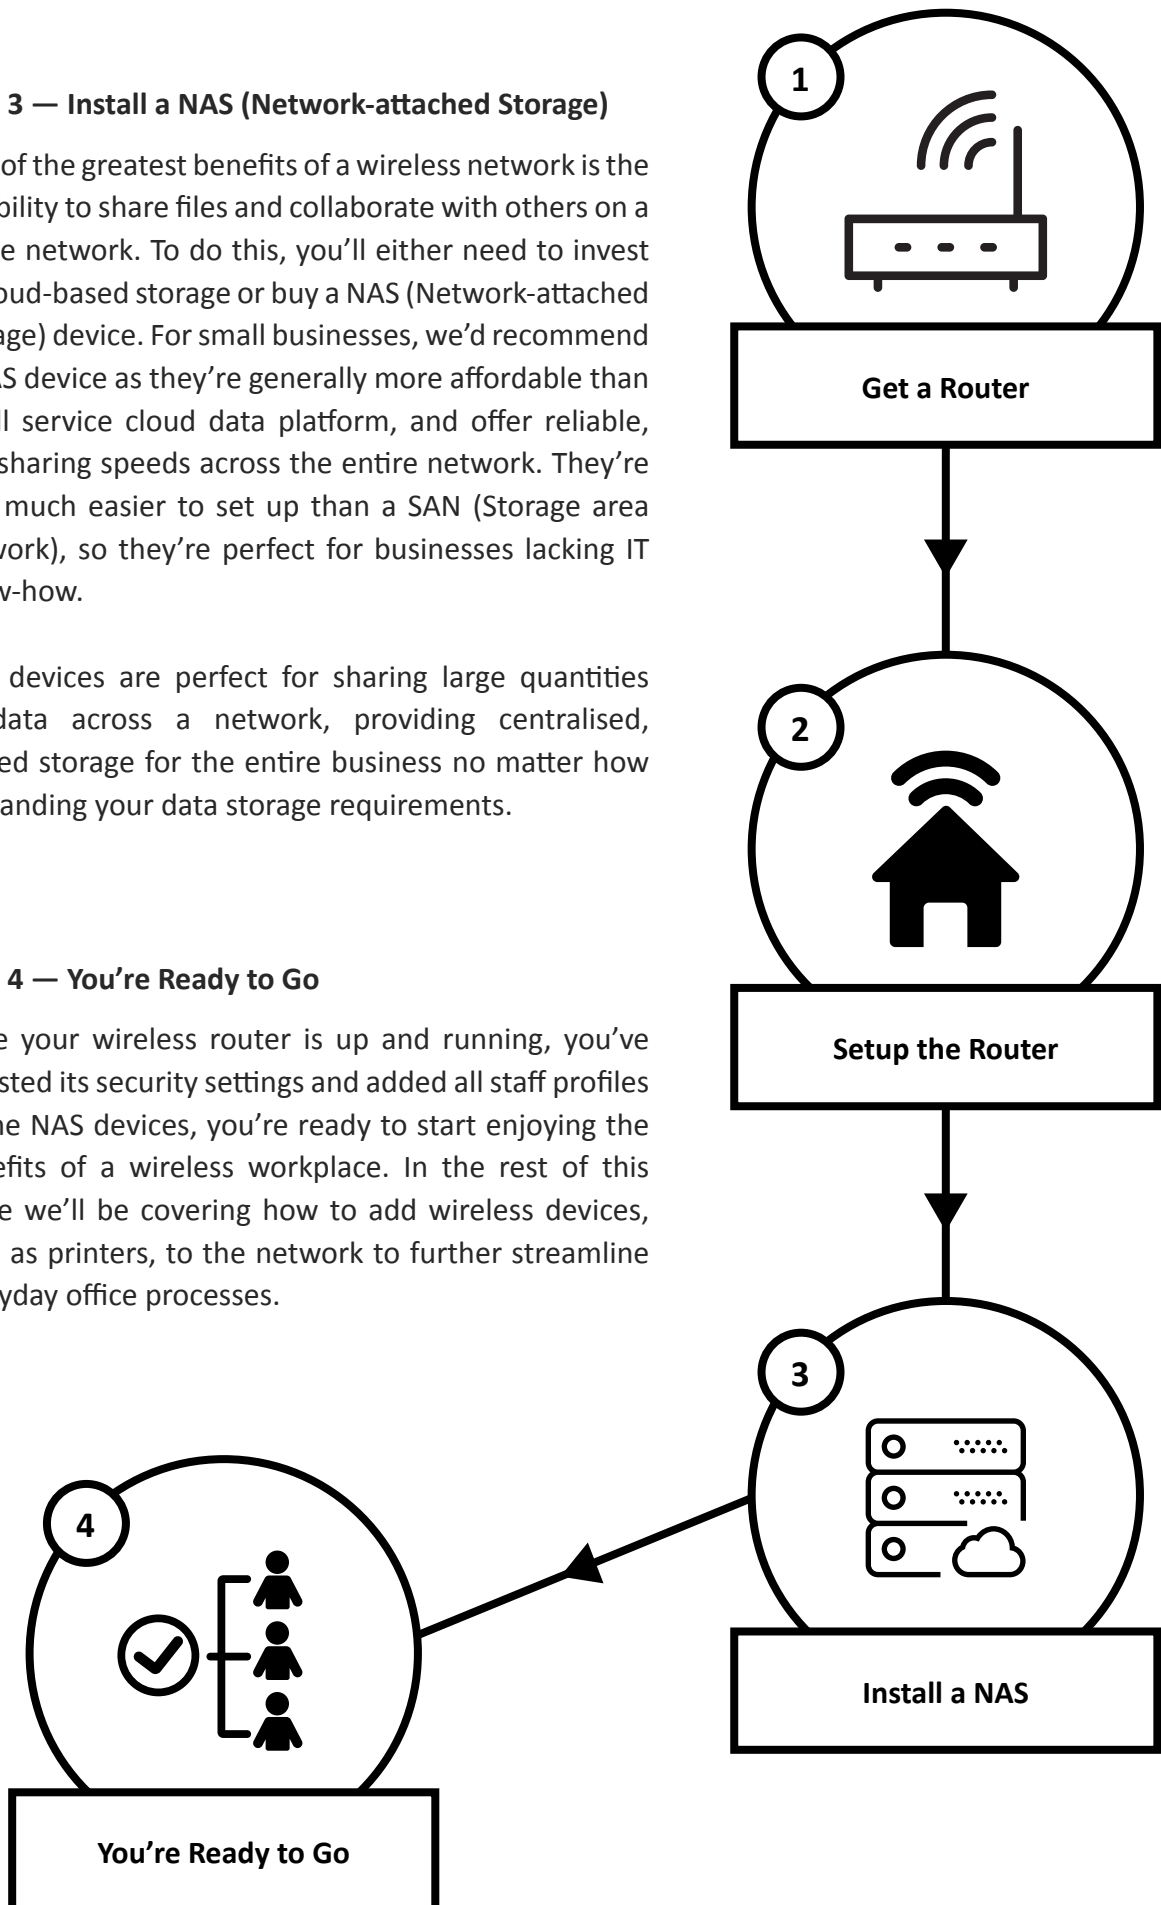 3 — Install a NAS (Network-attached Storage)
of the greatest benefits of a wireless network is the
bility to share files and collaborate with others on a
e network. To do this, you’ll either need to invest
oud-based storage or buy a NAS (Network-attached
age) device. For small businesses, we’d recommend
AS device as they’re generally more affordable than
ll service cloud data platform, and offer reliable,
sharing speeds across the entire network. They’re
much easier to set up than a SAN (Storage area
work), so they’re perfect for businesses lacking IT
w-how.
devices are perfect for sharing large quantities
data across a network, providing centralised,
ed storage for the entire business no matter how
anding your data storage requirements.
4 — You’re Ready to Go
e your wireless router is up and running, you’ve
sted its security settings and added all staff profiles
he NAS devices, you’re ready to start enjoying the
efits of a wireless workplace. In the rest of this
e we’ll be covering how to add wireless devices,
as printers, to the network to further streamline
yday office processes.
1
Get a Router
2
Setup the Router
3
Install a NAS
4
You’re Ready to Go